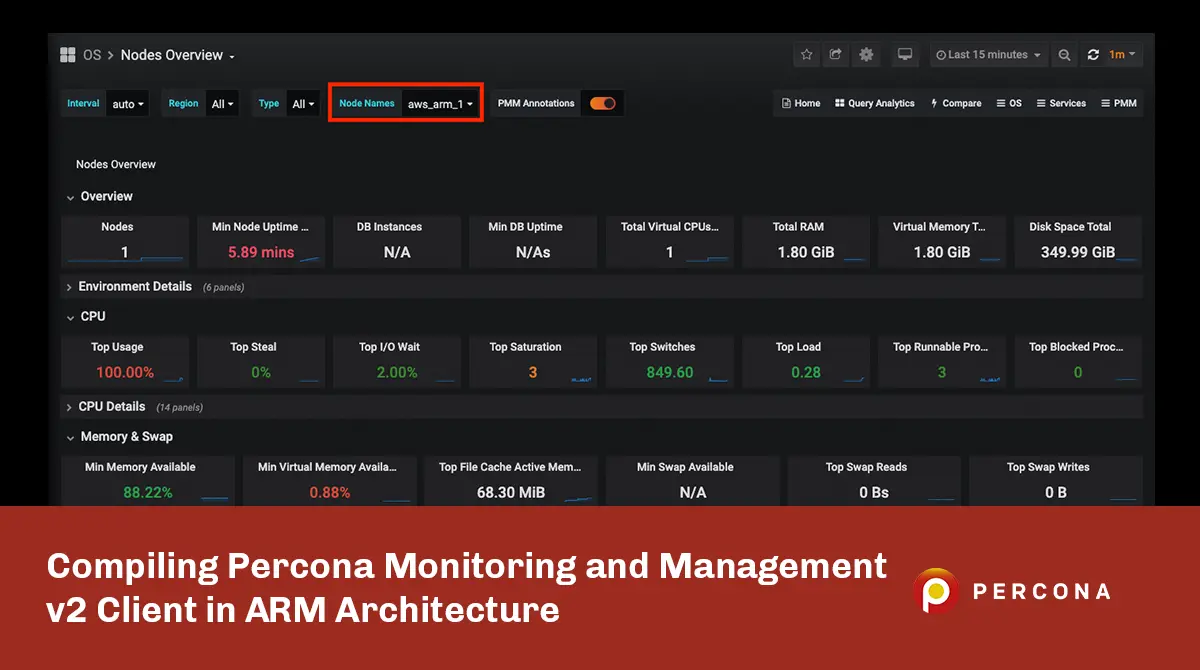 OS > Nodes Overview
Last 15 minutes
1m
Interval auto
Region All
Type All
Node Names aws_arm_1
PMM Annotations
Home
Query Analytics
Compare
OS
Services
PMM
Nodes Overview
Overview
Nodes
1
Min Node Uptime ...
5.89 mins
DB Instances
N/A
Min DB Uptime
N/As
Total Virtual CPUs...
1
Total RAM
1.80 GiB
Virtual Memory T...
1.80 GiB
Disk Space Total
349.99 GiB
Environment Details (6 panels)
CPU
Top Usage
100.00%
Top Steal
0%
Top I/O Wait
2.00%
Top Saturation
3
Top Switches
849.60
Top Load
0.28
Top Runnable Pro...
3
Top Blocked Proc...
0
CPU Details (14 panels)
Memory & Swap
Min Memory Available
88.22%
Min Virtual Memory Availa...
0.88%
Top File Cache Active Mem...
68.30 MiB
Min Swap Available
N/A
Top Swap Reads
0 Bs
Top Swap Writes
0 B
Compiling Percona Monitoring and Management
v2 Client in ARM Architecture
PERCONA